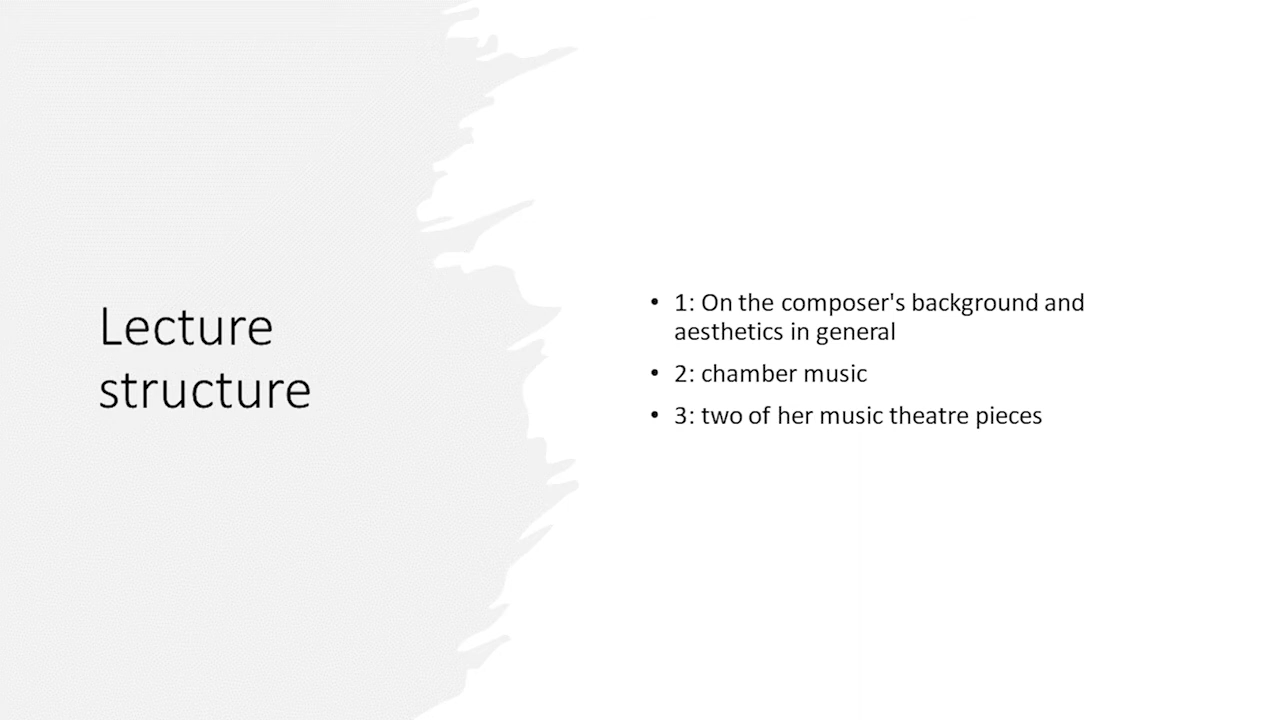 Lecture
structure
• 1: On the composer's background and
aesthetics in general
• 2: chamber music
• 3: two of her music theatre pieces